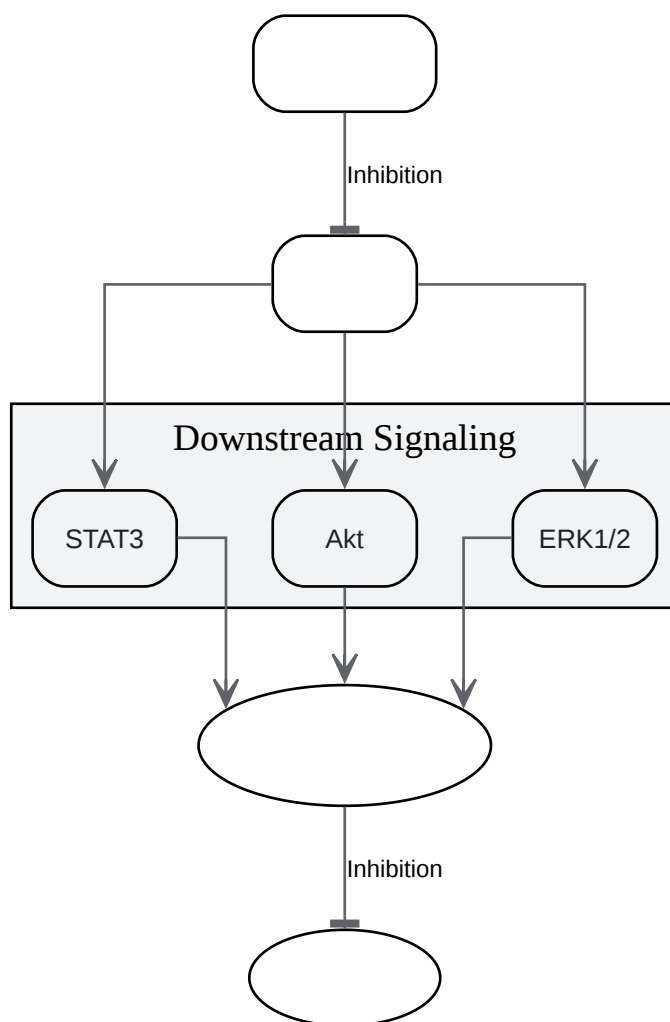 Inhibition
Downstream Signaling
STAT3
Akt
ERK1/2
Inhibition